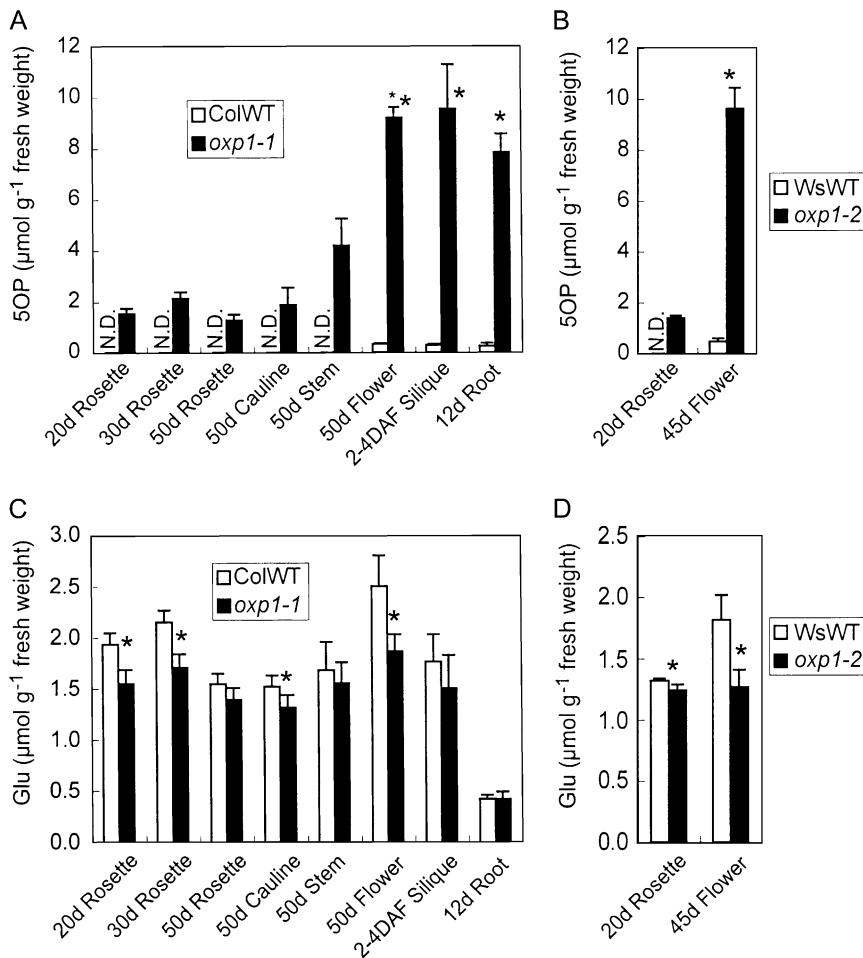 A
5OP (μmol g⁻¹ fresh weight)
12
10
8
6
4
2
0
ColWT
oxp1-1
N.D.
N.D.
N.D.
N.D.
N.D.
* *
*
*
20d Rosette
30d Rosette
50d Rosette
50d Cauline
50d Stem
50d Flower
2-4DAF Silique
12d Root
B
5OP (μmol g⁻¹ fresh weight)
12
10
8
6
4
2
0
N.D.
*
20d Rosette
45d Flower
WsWT
oxp1-2
C
Glu (μmol g⁻¹ fresh weight)
3.0
2.5
2.0
1.5
1.0
0.5
0.0
ColWT
oxp1-1
*
*
*
*
20d Rosette
30d Rosette
50d Rosette
50d Cauline
50d Stem
50d Flower
2-4DAF Silique
12d Root
D
Glu (μmol g⁻¹ fresh weight)
2.5
2.0
1.5
1.0
0.5
0.0
*
*
20d Rosette
45d Flower
WsWT
oxp1-2